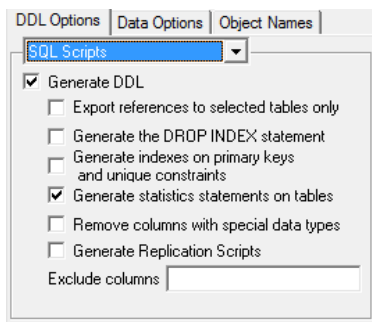 DDL Options Data Options Object Names
SQL Scripts
Generate DDL
Export references to selected tables only
Generate the DROP INDEX statement
Generate indexes on primary keys
and unique constraints
Generate statistics statements on tables
Remove columns with special data types
Generate Replication Scripts
Exclude columns